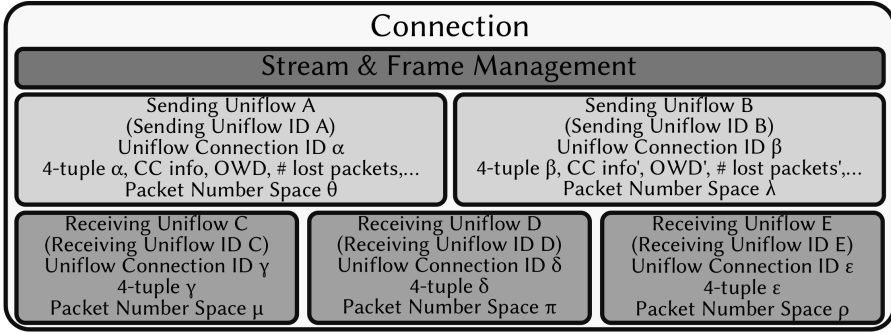 Connection
Stream & Frame Management
Sending Uniflow A
(Sending Uniflow ID A)
Uniflow Connection ID α
4-tuple α, CC info, OWD, # lost packets,...
Packet Number Space θ
Sending Uniflow B
(Sending Uniflow ID B)
Uniflow Connection ID β
4-tuple β, CC info', OWD', # lost packets',...
Packet Number Space λ
Receiving Uniflow C
(Receiving Uniflow ID C)
Uniflow Connection ID γ
4-tuple γ
Packet Number Space μ
Receiving Uniflow D
(Receiving Uniflow ID D)
Uniflow Connection ID δ
4-tuple δ
Packet Number Space π
Receiving Uniflow E
(Receiving Uniflow ID E)
Uniflow Connection ID ε
4-tuple ε
Packet Number Space ρ